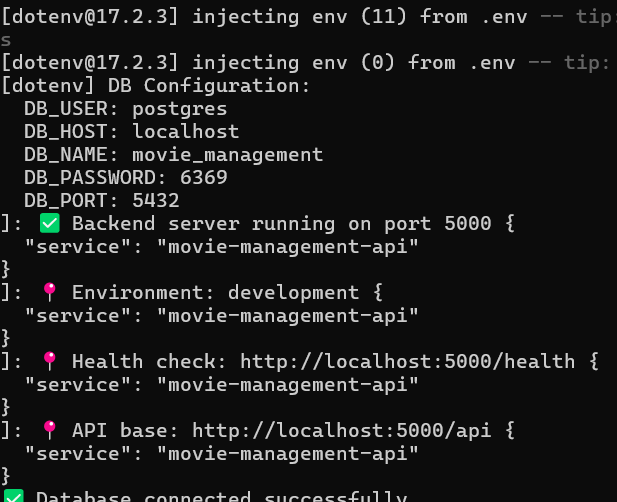 [dotenv@17.2.3] injecting env (11) from .env -- tip:
s
[dotenv@17.2.3] injecting env (0) from .env -- tip:
[dotenv] DB Configuration:
  DB_USER: postgres
  DB_HOST: localhost
  DB_NAME: movie_management
  DB_PASSWORD: 6369
  DB_PORT: 5432
]: ✅ Backend server running on port 5000 {
  "service": "movie-management-api"
}
]: 📍 Environment: development {
  "service": "movie-management-api"
}
]: 📍 Health check: http://localhost:5000/health {
  "service": "movie-management-api"
}
]: 📍 API base: http://localhost:5000/api {
  "service": "movie-management-api"
}
✅ Database connected successfully